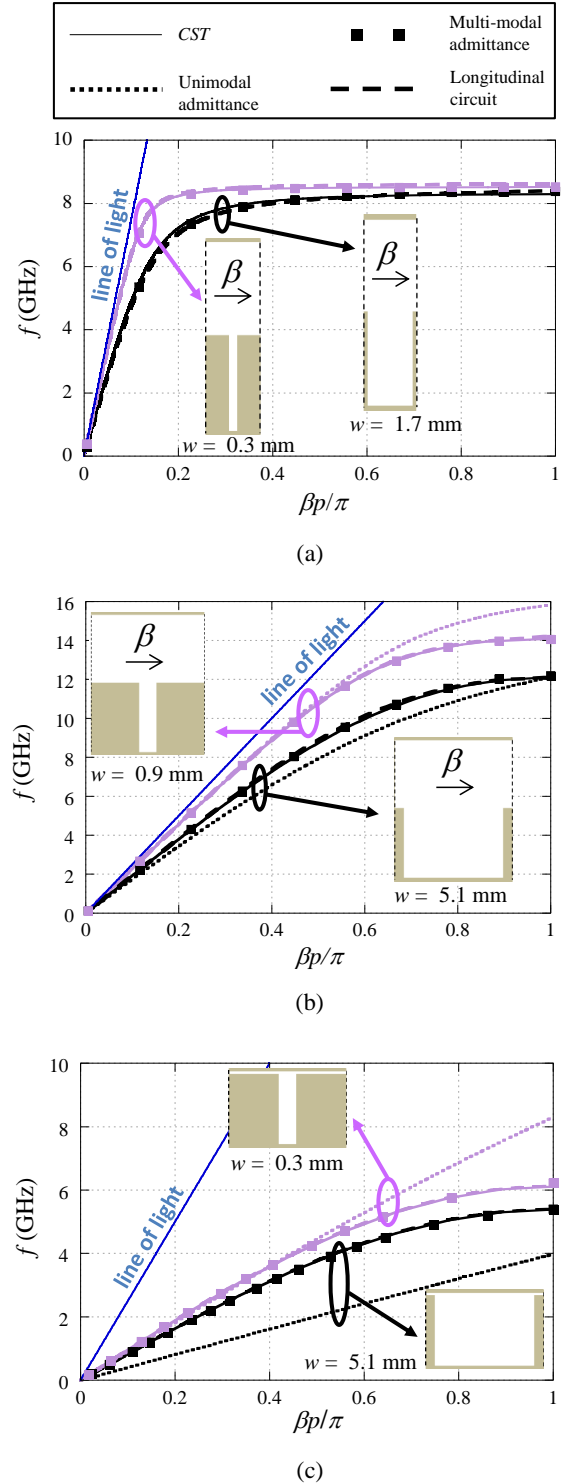 CST
Multi-modal
admittance
Unimodal
admittance
Longitudinal
circuit
10
8
6
4
2
0
f (GHz)
line of light
β
β
w = 0.3 mm
w = 1.7 mm
0
0.2
0.4
0.6
0.8
1
βp/π
(a)
16
14
12
10
8
6
4
2
0
f (GHz)
β
line of light
w = 0.9 mm
β
w = 5.1 mm
0
0.2
0.4
0.6
0.8
1
βp/π
(b)
10
8
6
4
2
0
f (GHz)
line of light
w = 0.3 mm
w = 5.1 mm
0
0.2
0.4
0.6
0.8
1
βp/π
(c)